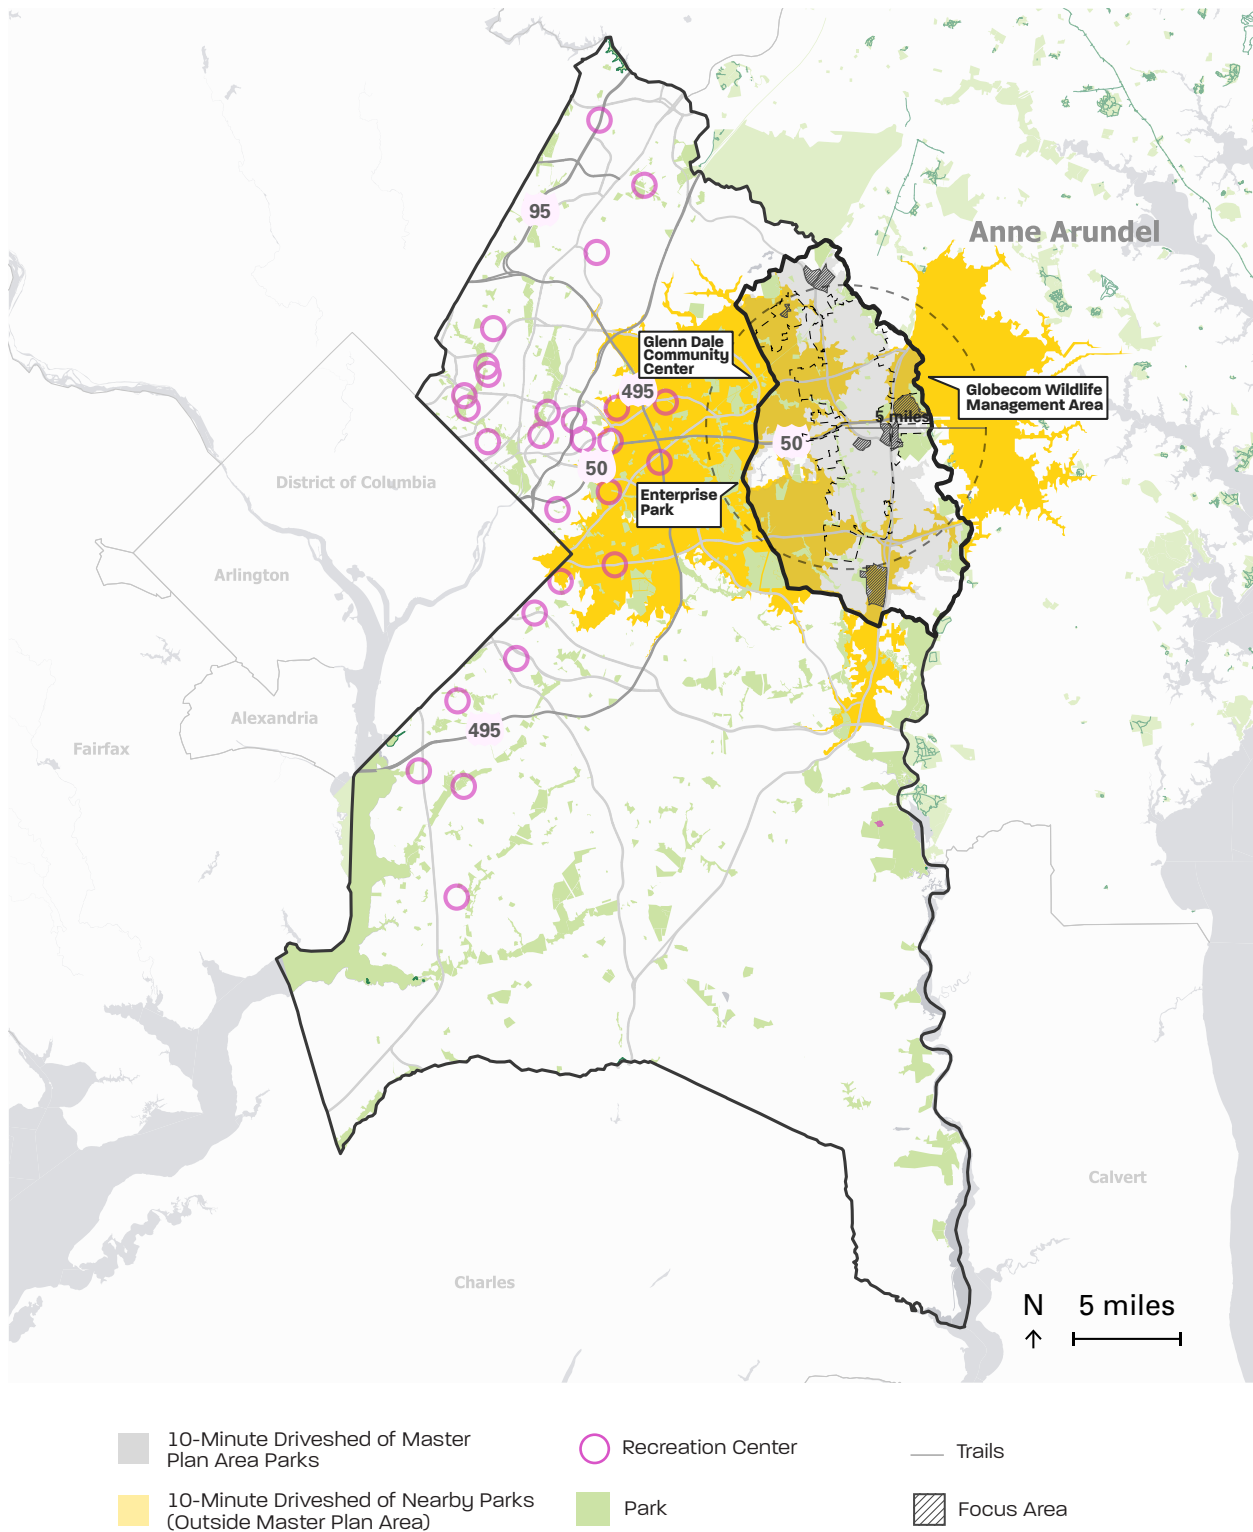 95
Anne Arundel
Glenn Dale
Community
Center
495
Globecom Wildlife
Management Area
5 miles
50
50
District of Columbia
Enterprise
Park
Arlington
Alexandria
495
Fairfax
Calvert
Charles
N 5 miles
10-Minute Driveshed of Master
Plan Area Parks
Recreation Center
Trails
10-Minute Driveshed of Nearby Parks
(Outside Master Plan Area)
Park
Focus Area